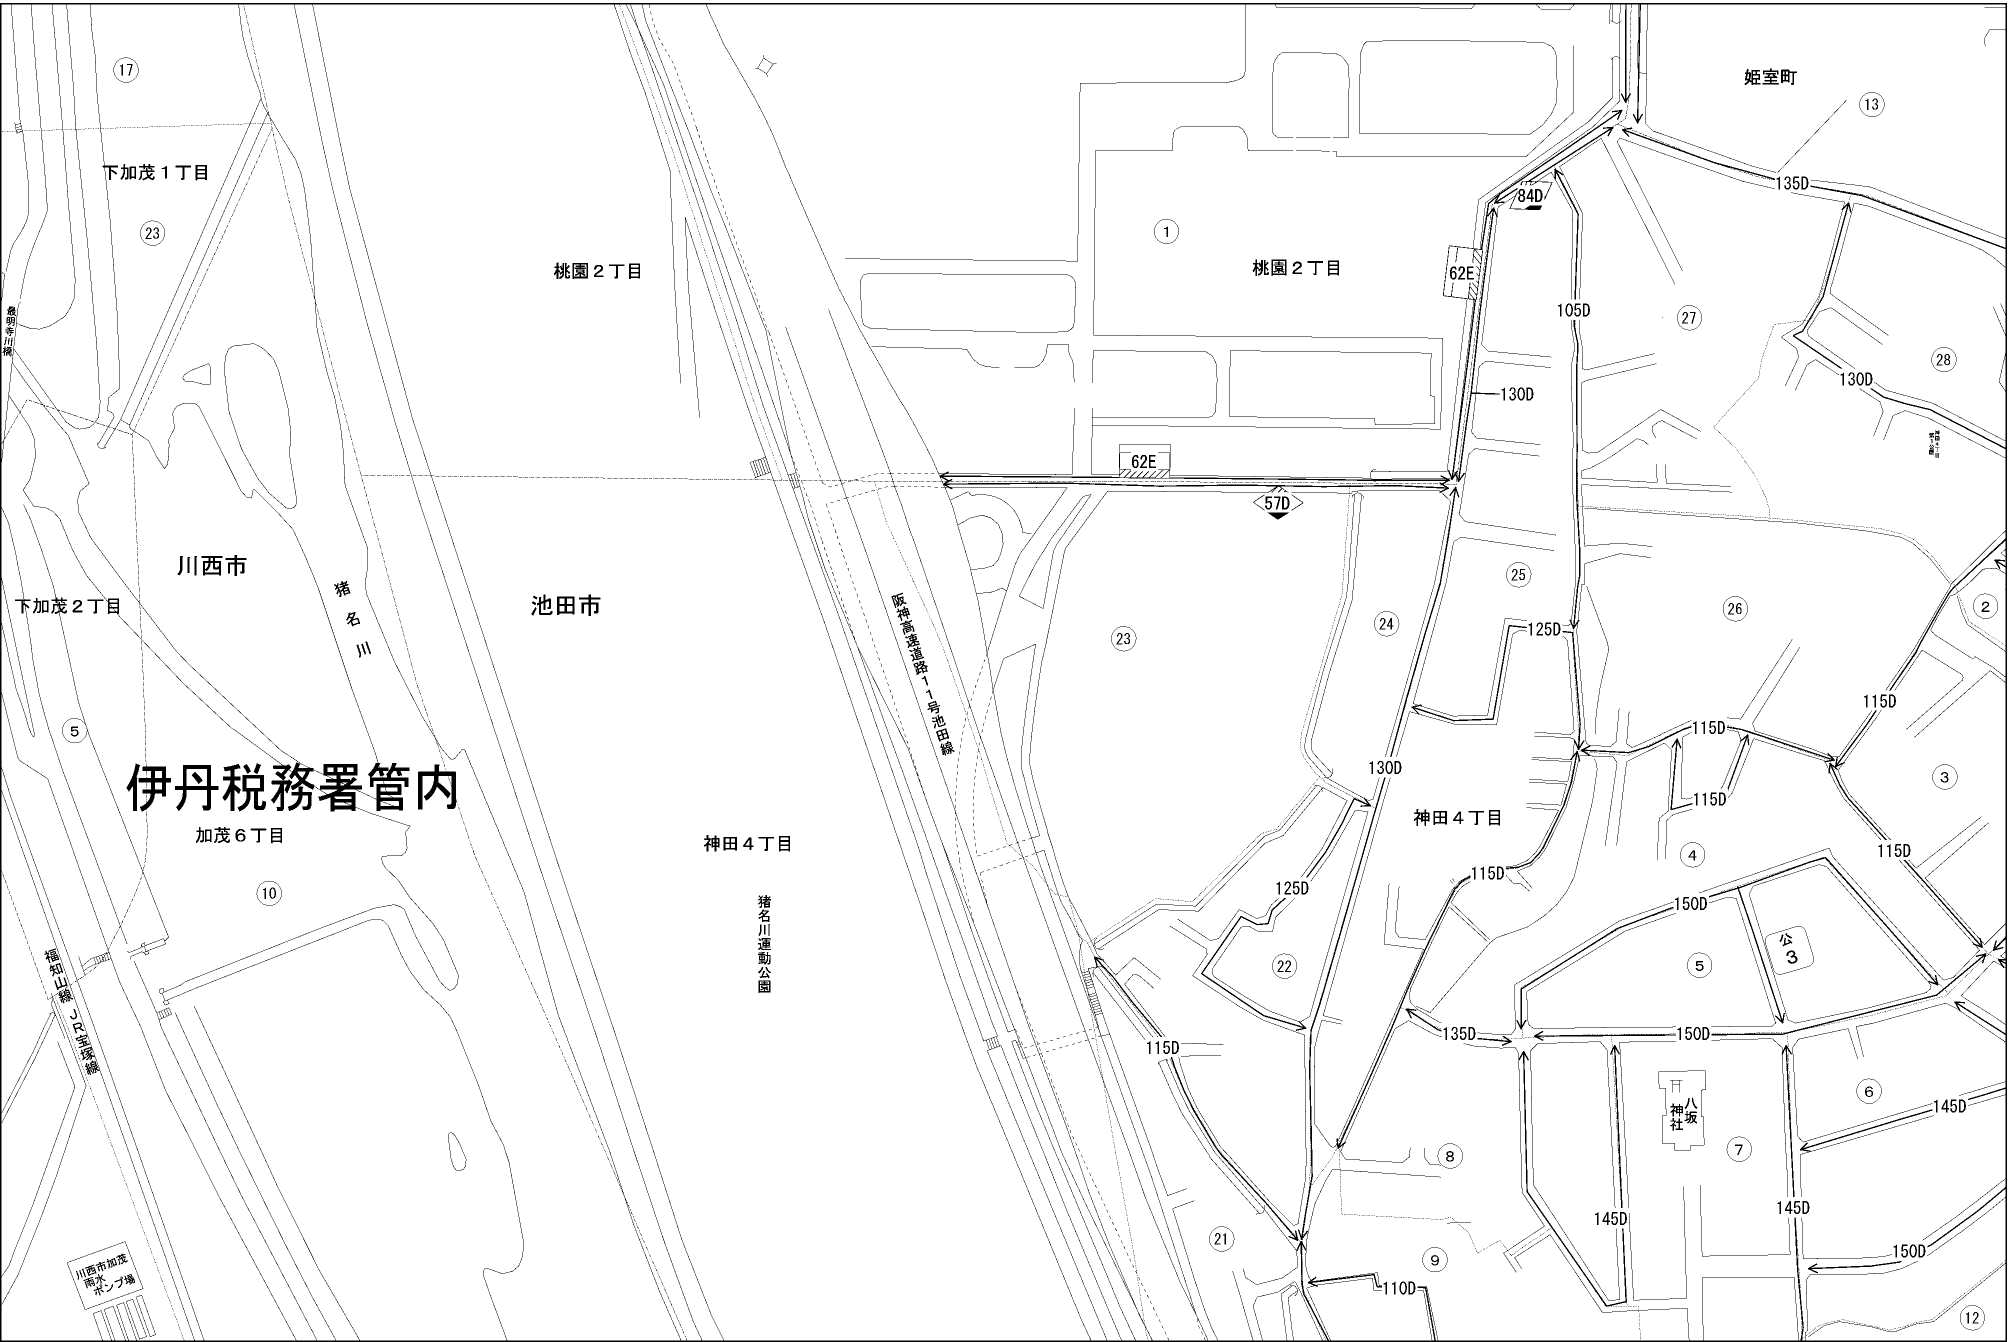 17
姫室町
13
下加茂１丁目
135D
84D
23
1
桃園２丁目
桃園２丁目
62E
最明寺川橋
105D
27
28
130D
130D
62E
57D
川西市
25
猪名川
下加茂２丁目
池田市
2
26
24
23
125D
阪神高速道路１１号池田線
115D
5
115D
130D
3
伊丹税務署管内
115D
神田４丁目
加茂６丁目
神田４丁目
115D
4
115D
125D
10
150D
猪名川運動公園
公
3
22
5
福知山線
ＪＲ宝塚線
135D
150D
115D
6
八坂
神社
145D
7
8
145D
145D
21
9
150D
川西市加茂
雨水
ポンプ場
110D
12